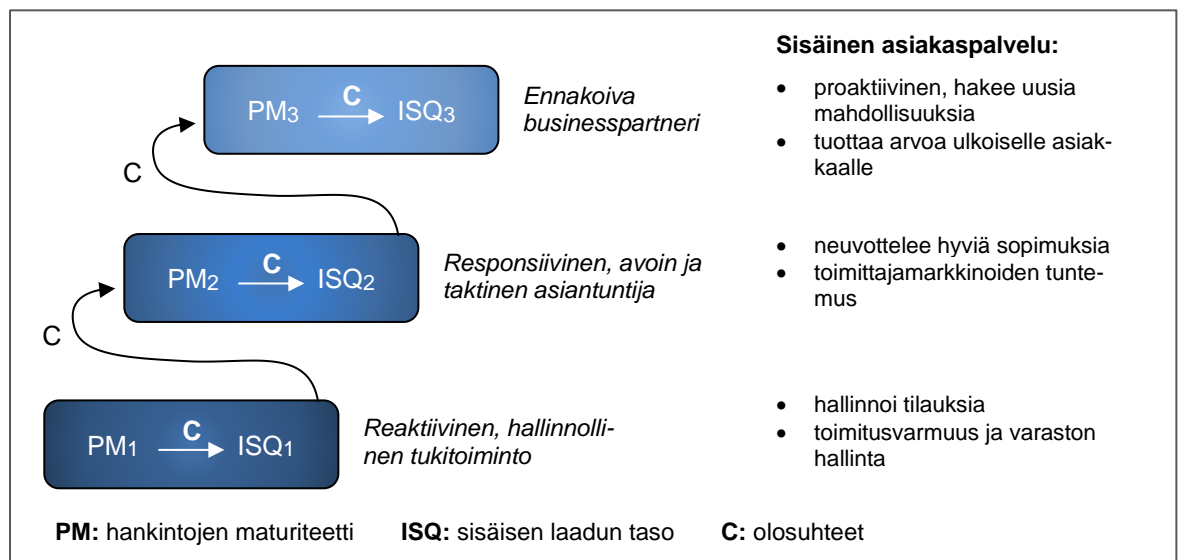 Sisäinen asiakaspalvelu:
PM3 C ISQ3
Ennakoiva
businesspartneri
• proaktiivinen, hakee uusia
mahdollisuuksia
• tuottaa arvoa ulkoiselle asiak-
kaalle
C
PM2 C ISQ2
Responsiivinen, avoin ja
taktinen asiantuntija
• neuvottelee hyviä sopimuksia
• toimittajamarkkinoiden tunte-
mus
C
PM1 C ISQ1
Reaktiivinen, hallinnolli-
nen tukitoiminto
• hallinnoi tilauksia
• toimitusvarmuus ja varaston
hallinta
PM: hankintojen maturiteetti ISQ: sisäisen laadun taso C: olosuhteet